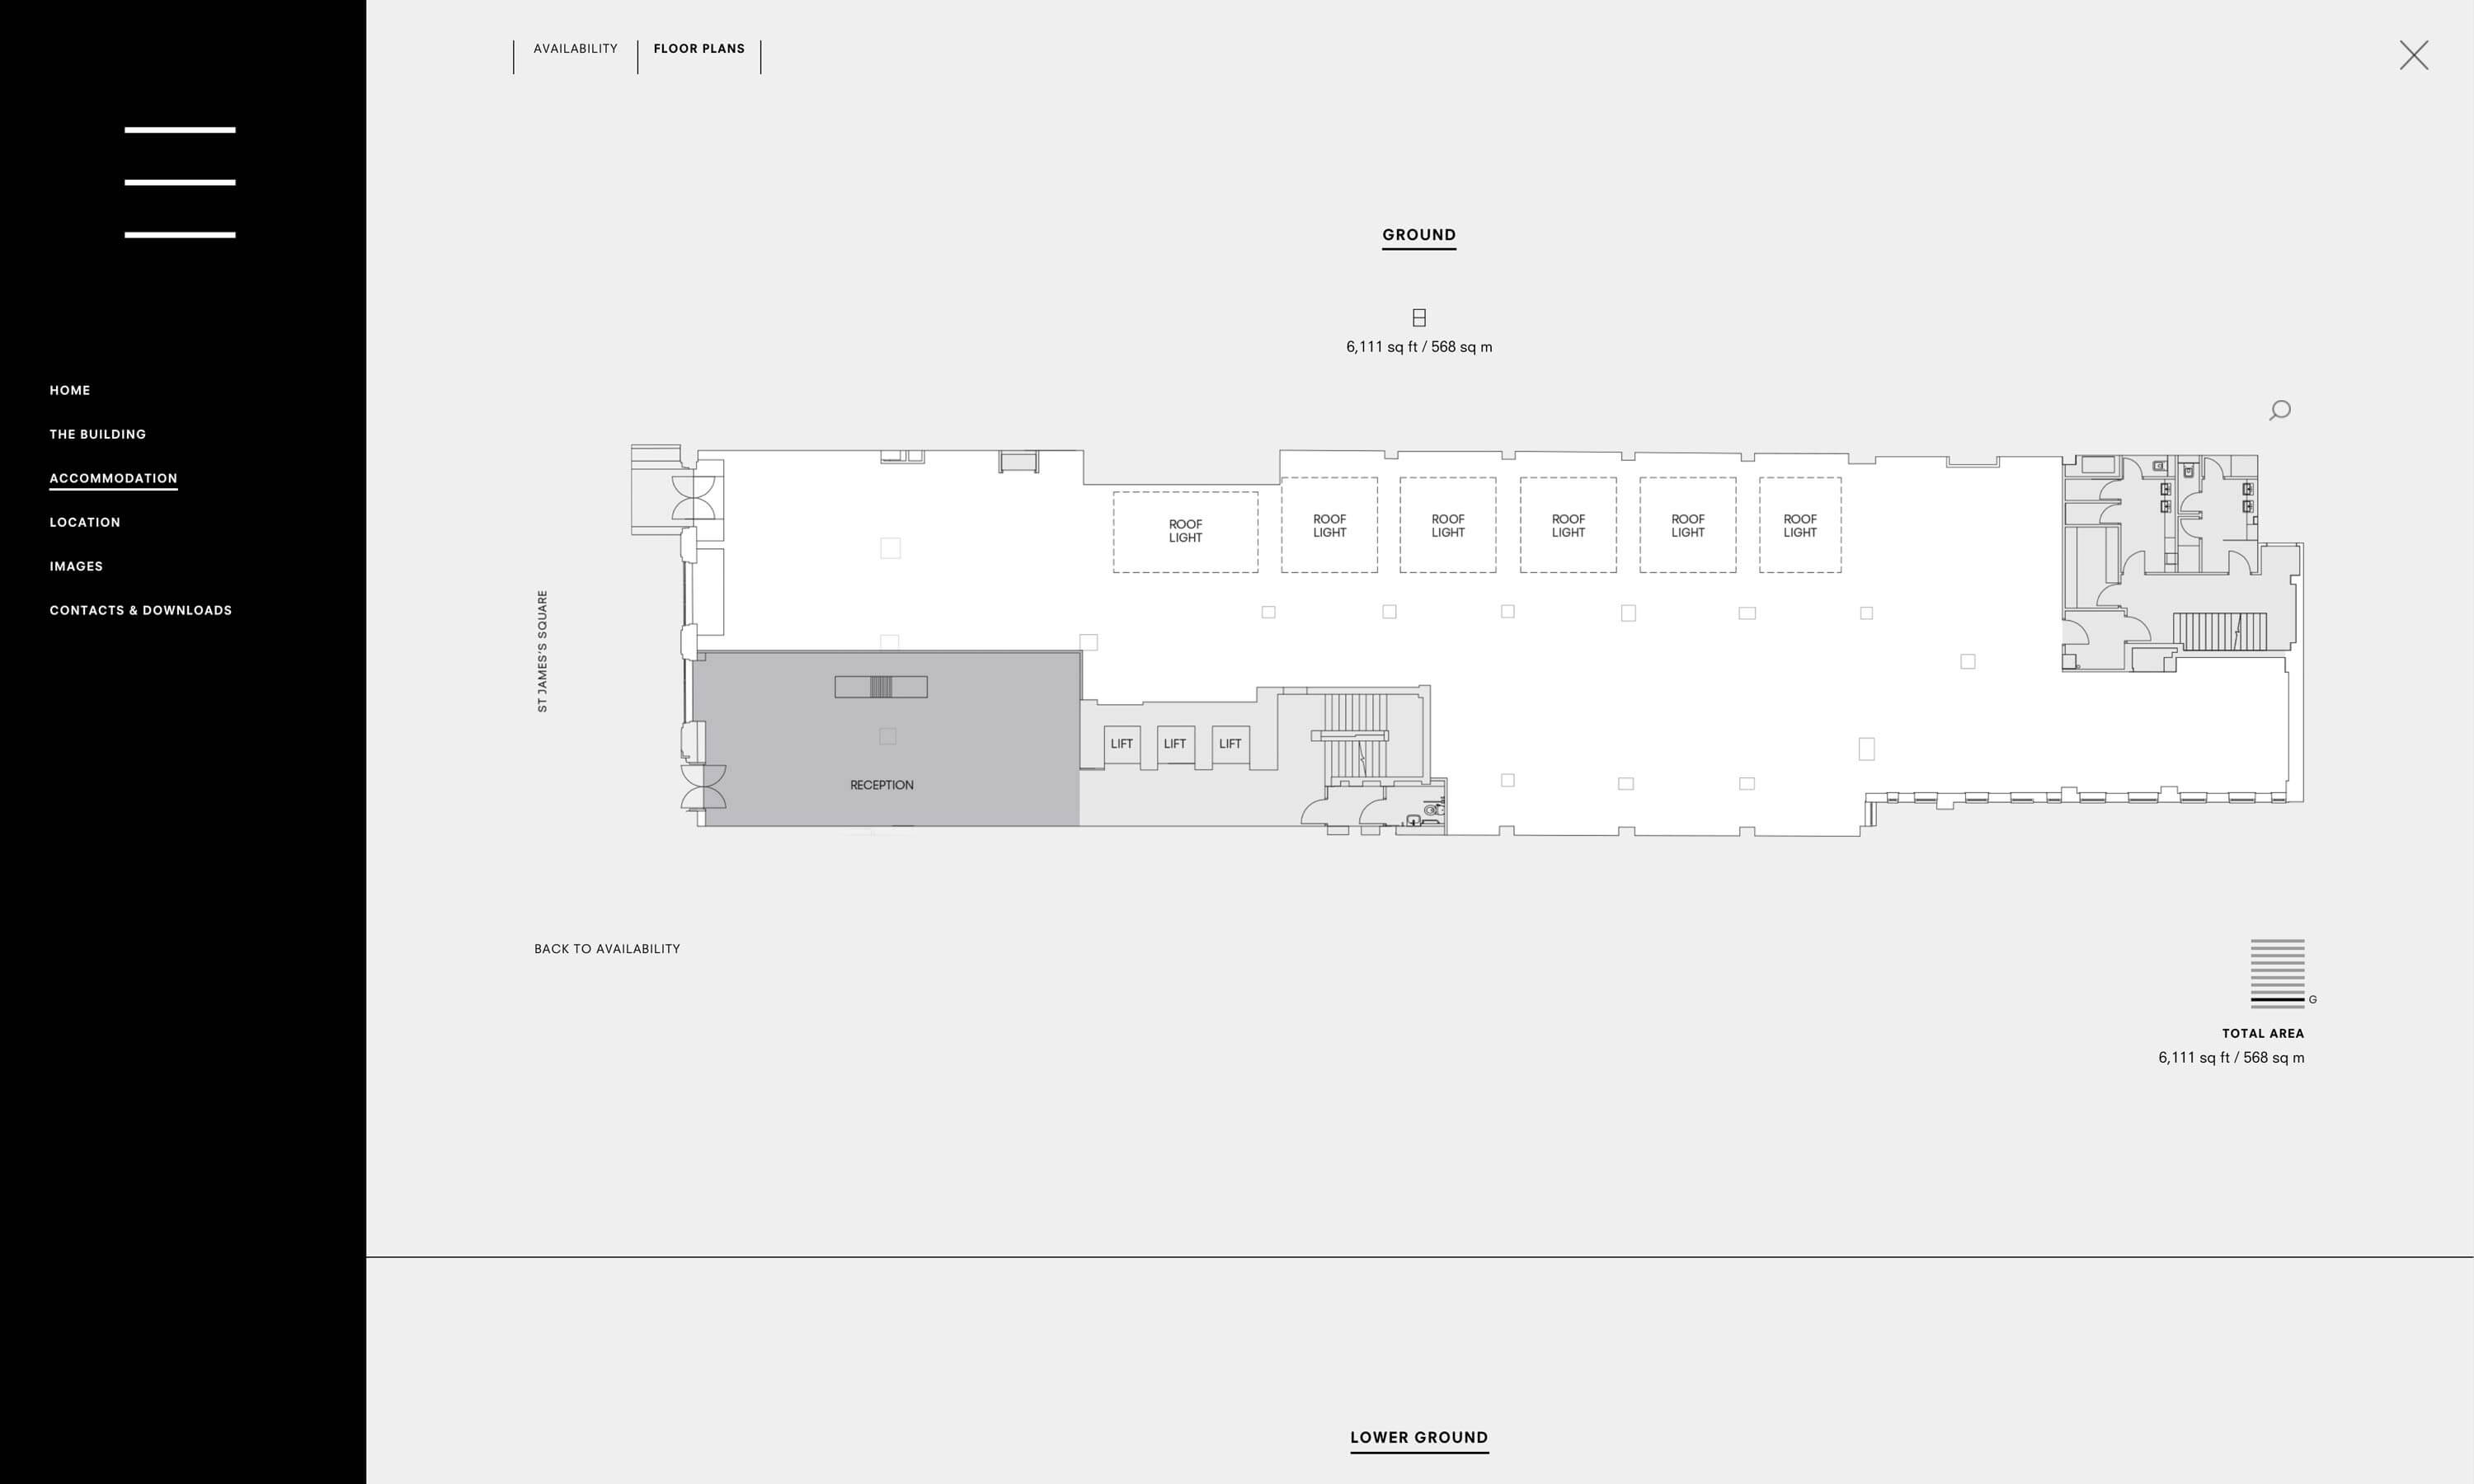 AVAILABILITY
FLOOR PLANS
HOME
THE BUILDING
ACCOMMODATION
LOCATION
IMAGES
CONTACTS & DOWNLOADS
GROUND
6,111 sq ft / 568 sq m
ROOF
LIGHT
ROOF
LIGHT
ROOF
LIGHT
ROOF
LIGHT
ROOF
LIGHT
ROOF
LIGHT
ST JAMES'S SQUARE
LIFT
LIFT
LIFT
RECEPTION
BACK TO AVAILABILITY
G
TOTAL AREA
6,111 sq ft / 568 sq m
LOWER GROUND